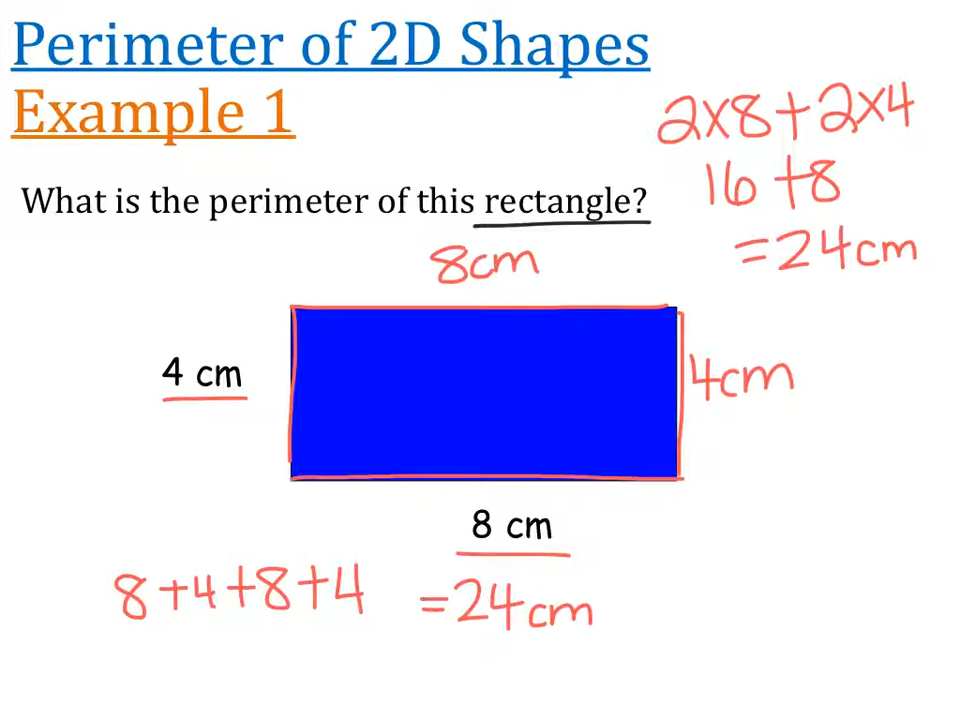 Perimeter of 2D Shapes
Example 1
2x8+2x4
What is the perimeter of this rectangle?
16 +8
=24cm
8cm
4 cm
4cm
8 cm
8+4+8+4 =24cm